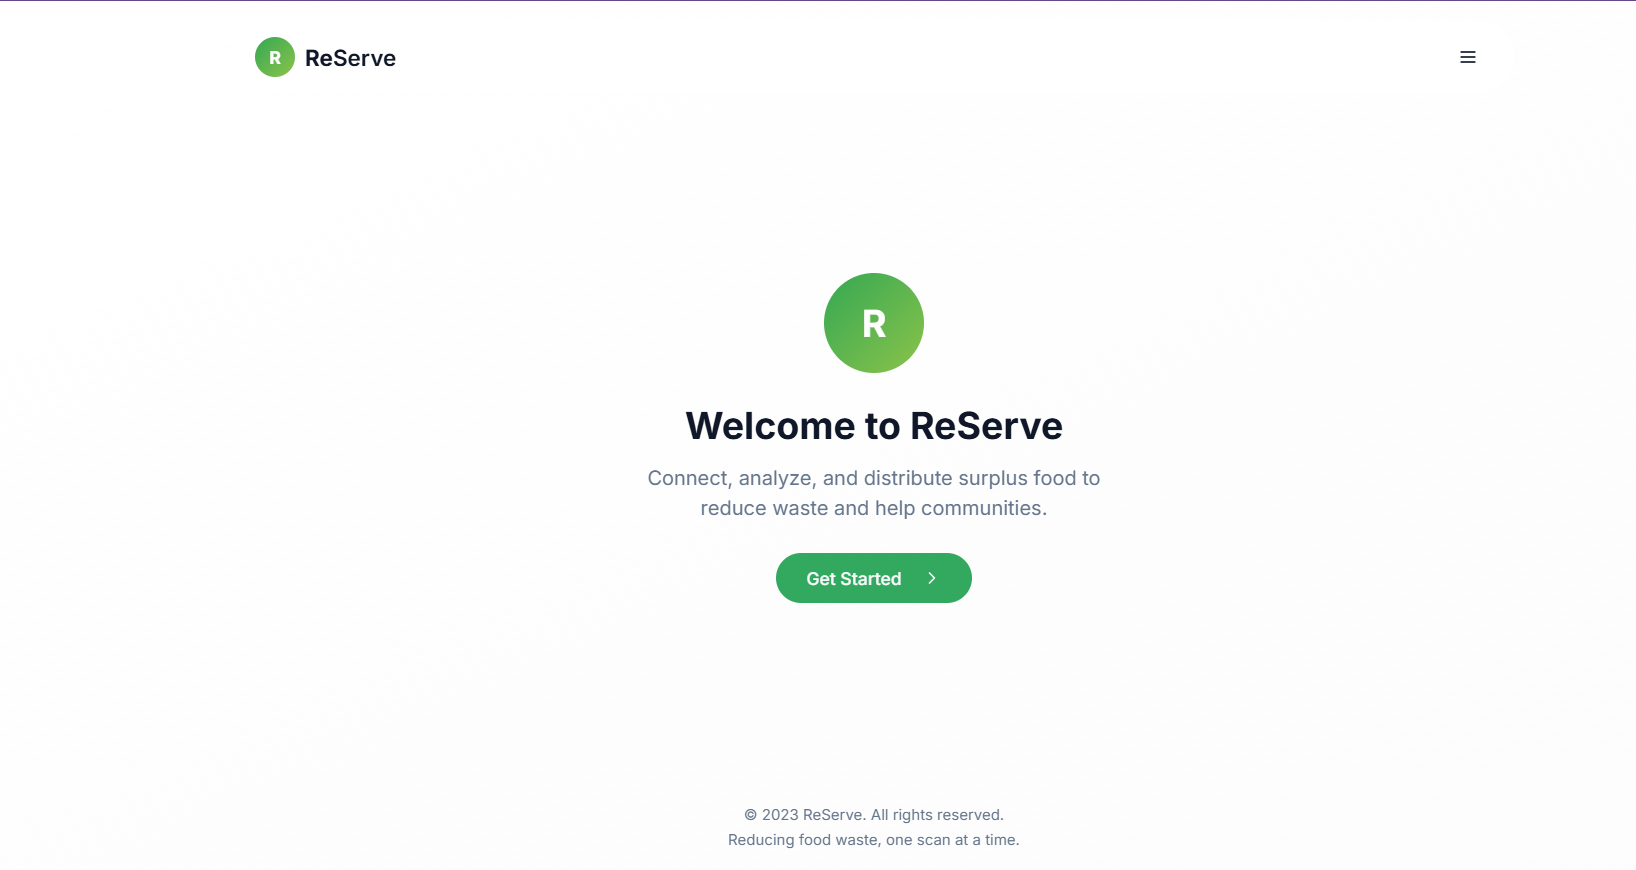 R ReServe
R
Welcome to ReServe
Connect, analyze, and distribute surplus food to
reduce waste and help communities.
Get Started
© 2023 ReServe. All rights reserved.
Reducing food waste, one scan at a time.